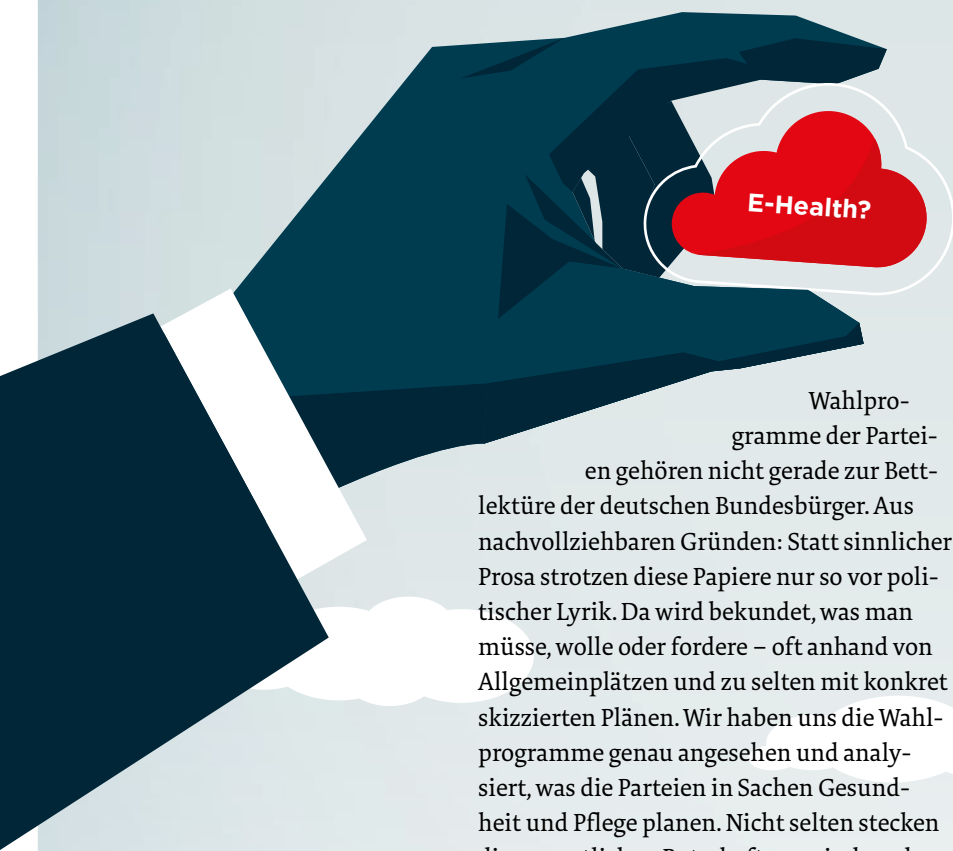 E-Health?
Wahlpro-
gramme der Partei-
en gehören nicht gerade zur Bett-
lektüre der deutschen Bundesbürger. Aus
nachvollziehbaren Gründen: Statt sinnlicher
Prosa strotzen diese Papiere nur so vor poli-
tischer Lyrik. Da wird bekundet, was man
müsse, wolle oder fordere – oft anhand von
Allgemeinplätzen und zu selten mit konkret
skizzierten Plänen. Wir haben uns die Wahl-
programme genau angesehen und analy-
siert, was die Parteien in Sachen Gesund-
heit und Pflege planen. Nicht selten stecken